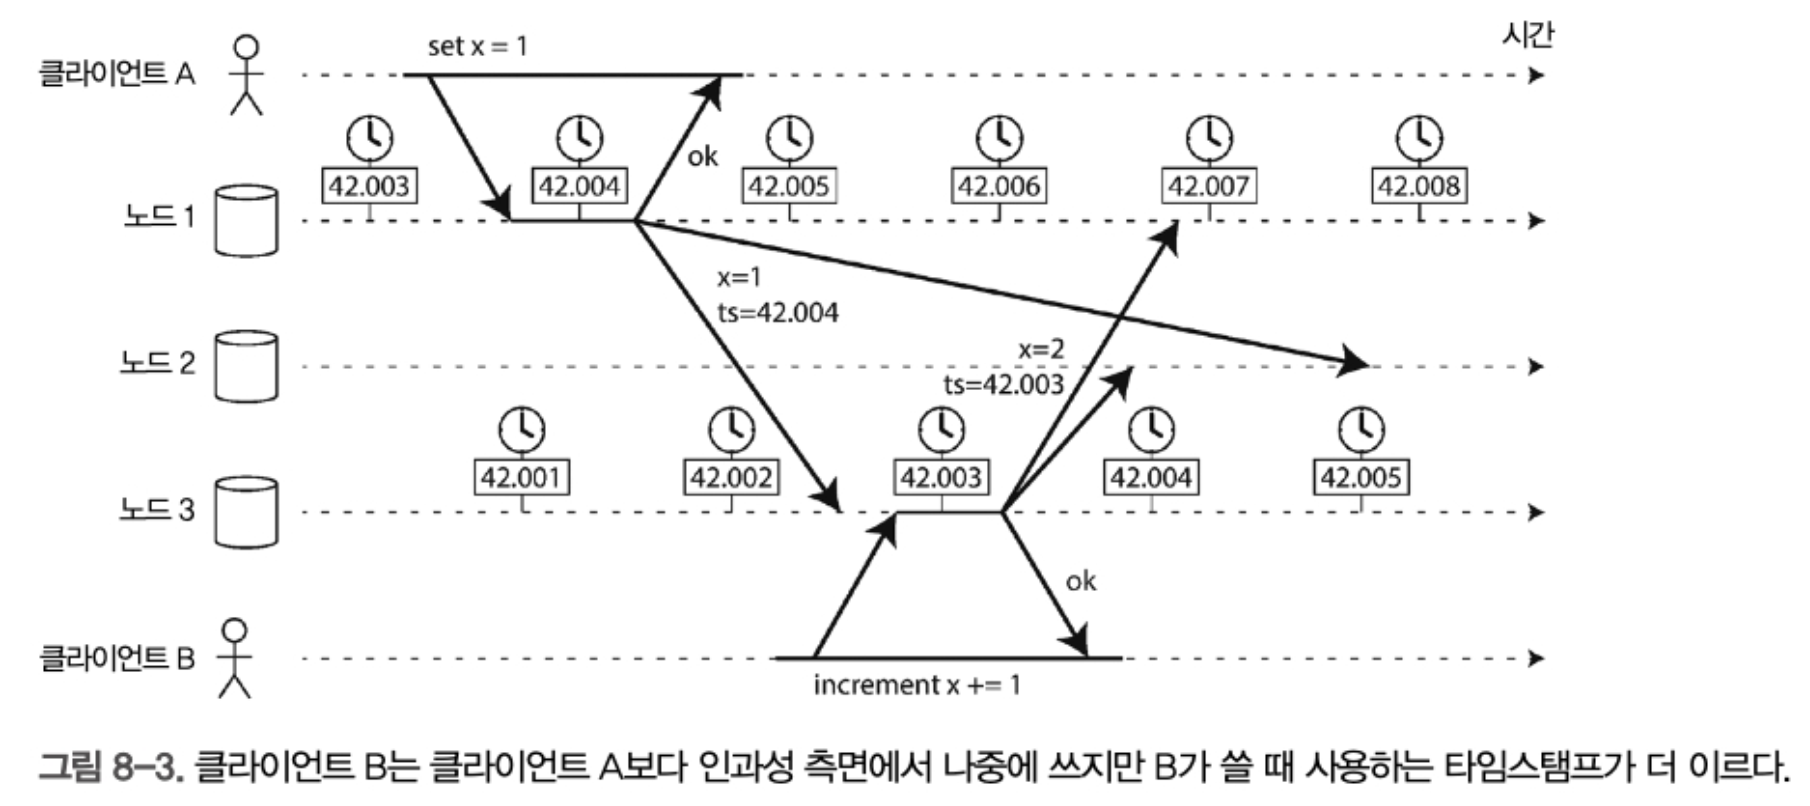 시간
set x = 1
클라이언트 A
42.003 42.004 ok 42.005 42.006 42.007 42.008
노드 1
x=1
ts=42.004
노드 2
x=2
ts=42.003
42.001 42.002 42.003 42.004 42.005
노드 3
ok
클라이언트 B
increment x += 1
그림 8-3. 클라이언트 B는 클라이언트 A보다 인과성 측면에서 나중에 쓰지만 B가 쓸 때 사용하는 타임스탬프가 더 이르다.